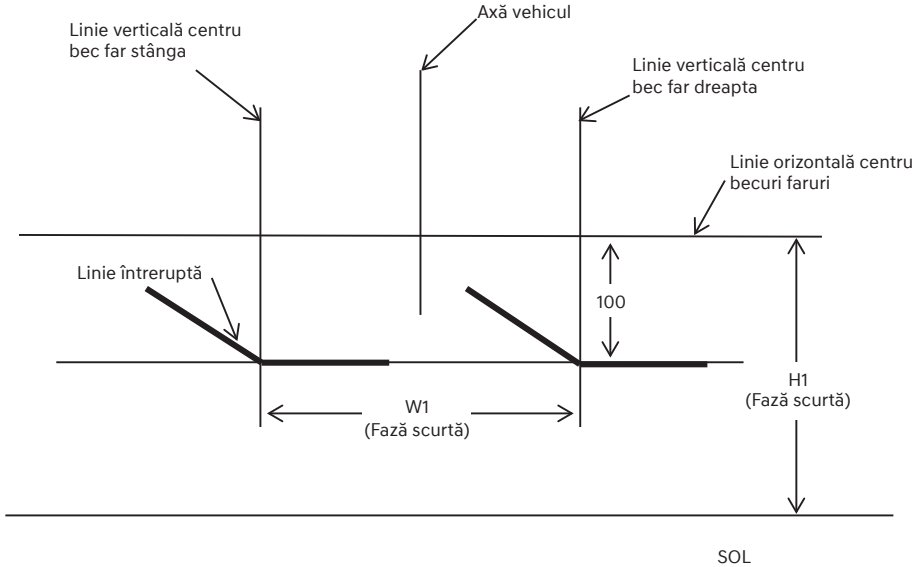 Axă vehicul
Linie verticală centru
bec far stânga
Linie verticală centru
bec far dreapta
Linie orizontală centru
becuri faruri
Linie întreruptă
100
H1
(Fază scurtă)
W1
(Fază scurtă)
SOL